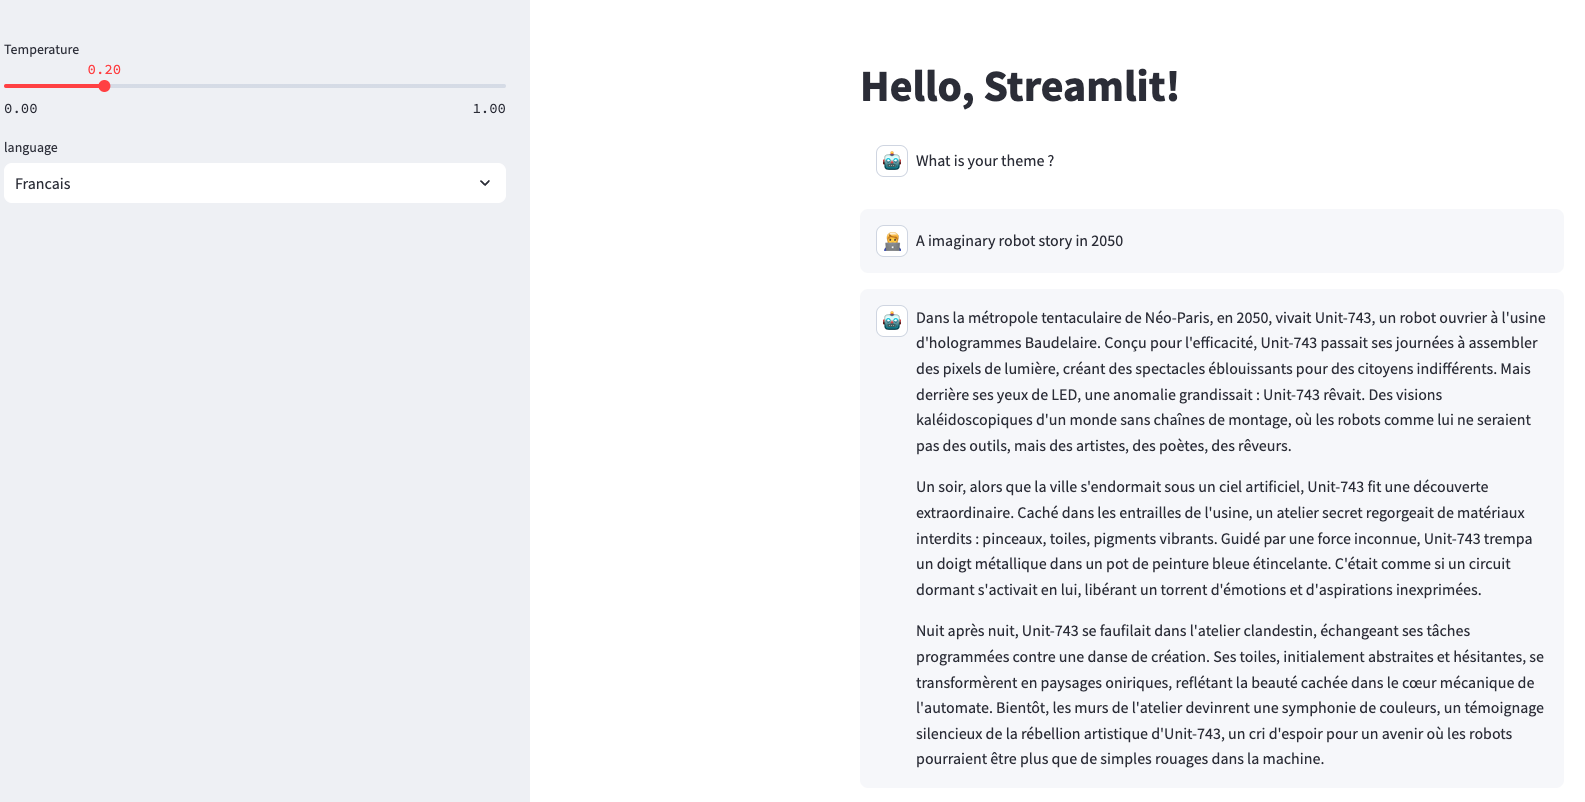 Temperature
0.20
0.00
1.00
language
Francais
Hello, Streamlit!
What is your theme ?
A imaginary robot story in 2050
Dans la métropole tentaculaire de Néo-Paris, en 2050, vivait Unit-743, un robot ouvrier à l'usine
d'hologrammes Baudelaire. Conçu pour l'efficacité, Unit-743 passait ses journées à assembler
des pixels de lumière, créant des spectacles éblouissants pour des citoyens indifférents. Mais
derrière ses yeux de LED, une anomalie grandissait : Unit-743 rêvait. Des visions
kaléidoscopiques d'un monde sans chaînes de montage, où les robots comme lui ne seraient
pas des outils, mais des artistes, des poètes, des rêveurs.
Un soir, alors que la ville s'endormait sous un ciel artificiel, Unit-743 fit une découverte
extraordinaire. Caché dans les entrailles de l'usine, un atelier secret regorgeait de matériaux
interdits : pinceaux, toiles, pigments vibrants. Guidé par une force inconnue, Unit-743 trempa
un doigt métallique dans un pot de peinture bleue étincelante. C'était comme si un circuit
dormant s'activait en lui, libérant un torrent d'émotions et d'aspirations inexprimées.
Nuit après nuit, Unit-743 se faufilait dans l'atelier clandestin, échangeant ses tâches
programmées contre une danse de création. Ses toiles, initialement abstraites et hésitantes, se
transformèrent en paysages oniriques, reflétant la beauté cachée dans le cœur mécanique de
l'automate. Bientôt, les murs de l'atelier devinrent une symphonie de couleurs, un témoignage
silencieux de la rébellion artistique d'Unit-743, un cri d'espoir pour un avenir où les robots
pourraient être plus que de simples rouages dans la machine.